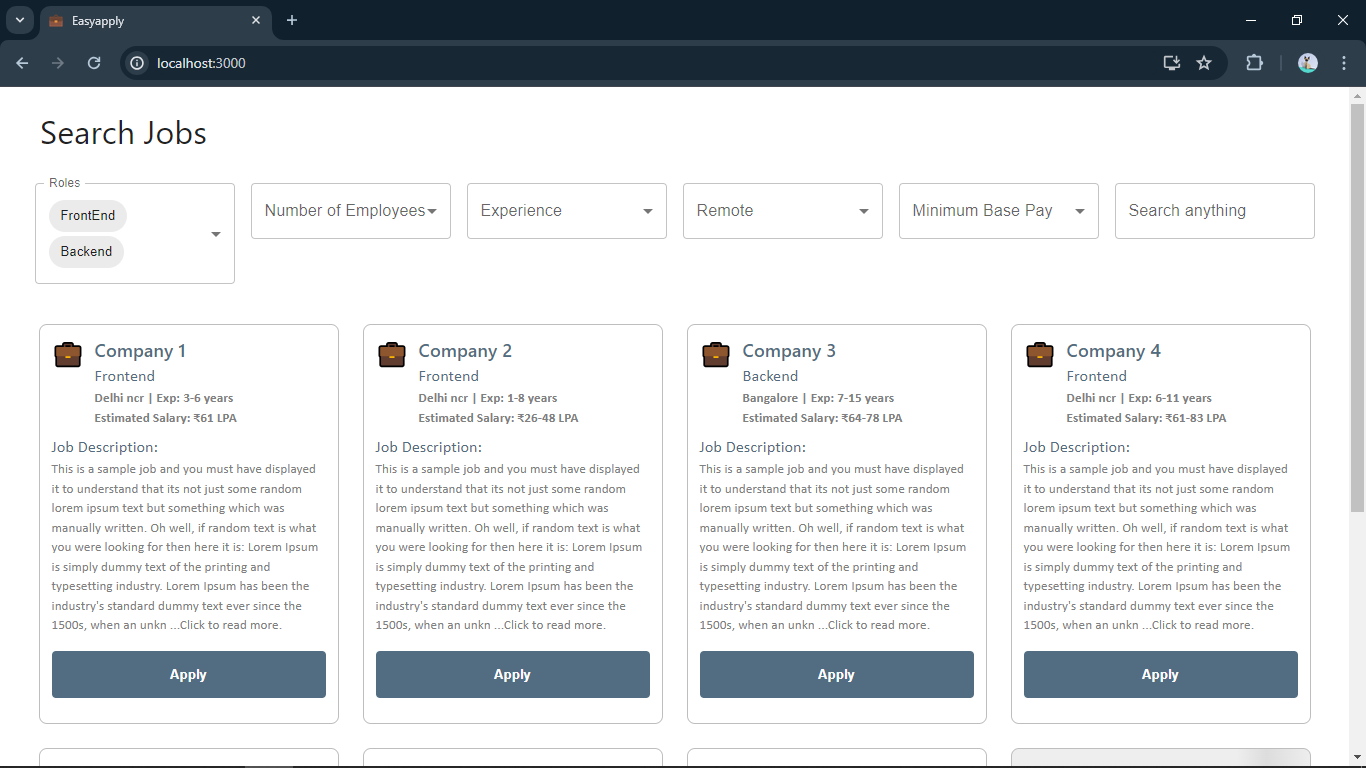 Easyapply
localhost:3000
Search Jobs
Roles
FrontEnd
Backend
Number of Employees
Experience
Remote
Minimum Base Pay
Search anything
Company 1
Frontend
Delhi ncr | Exp: 3-6 years
Estimated Salary: ₹61 LPA
Job Description:
This is a sample job and you must have displayed
it to understand that its not just some random
lorem ipsum text but something which was
manually written. Oh well, if random text is what
you were looking for then here it is: Lorem Ipsum
is simply dummy text of the printing and
typesetting industry. Lorem Ipsum has been the
industry's standard dummy text ever since the
1500s, when an unkn ...Click to read more.
Apply
Company 2
Frontend
Delhi ncr | Exp: 1-8 years
Estimated Salary: ₹26-48 LPA
Job Description:
This is a sample job and you must have displayed
it to understand that its not just some random
lorem ipsum text but something which was
manually written. Oh well, if random text is what
you were looking for then here it is: Lorem Ipsum
is simply dummy text of the printing and
typesetting industry. Lorem Ipsum has been the
industry's standard dummy text ever since the
1500s, when an unkn ...Click to read more.
Apply
Company 3
Backend
Bangalore | Exp: 7-15 years
Estimated Salary: ₹64-78 LPA
Job Description:
This is a sample job and you must have displayed
it to understand that its not just some random
lorem ipsum text but something which was
manually written. Oh well, if random text is what
you were looking for then here it is: Lorem Ipsum
is simply dummy text of the printing and
typesetting industry. Lorem Ipsum has been the
industry's standard dummy text ever since the
1500s, when an unkn ...Click to read more.
Apply
Company 4
Frontend
Delhi ncr | Exp: 6-11 years
Estimated Salary: ₹61-83 LPA
Job Description:
This is a sample job and you must have displayed
it to understand that its not just some random
lorem ipsum text but something which was
manually written. Oh well, if random text is what
you were looking for then here it is: Lorem Ipsum
is simply dummy text of the printing and
typesetting industry. Lorem Ipsum has been the
industry's standard dummy text ever since the
1500s, when an unkn ...Click to read more.
Apply